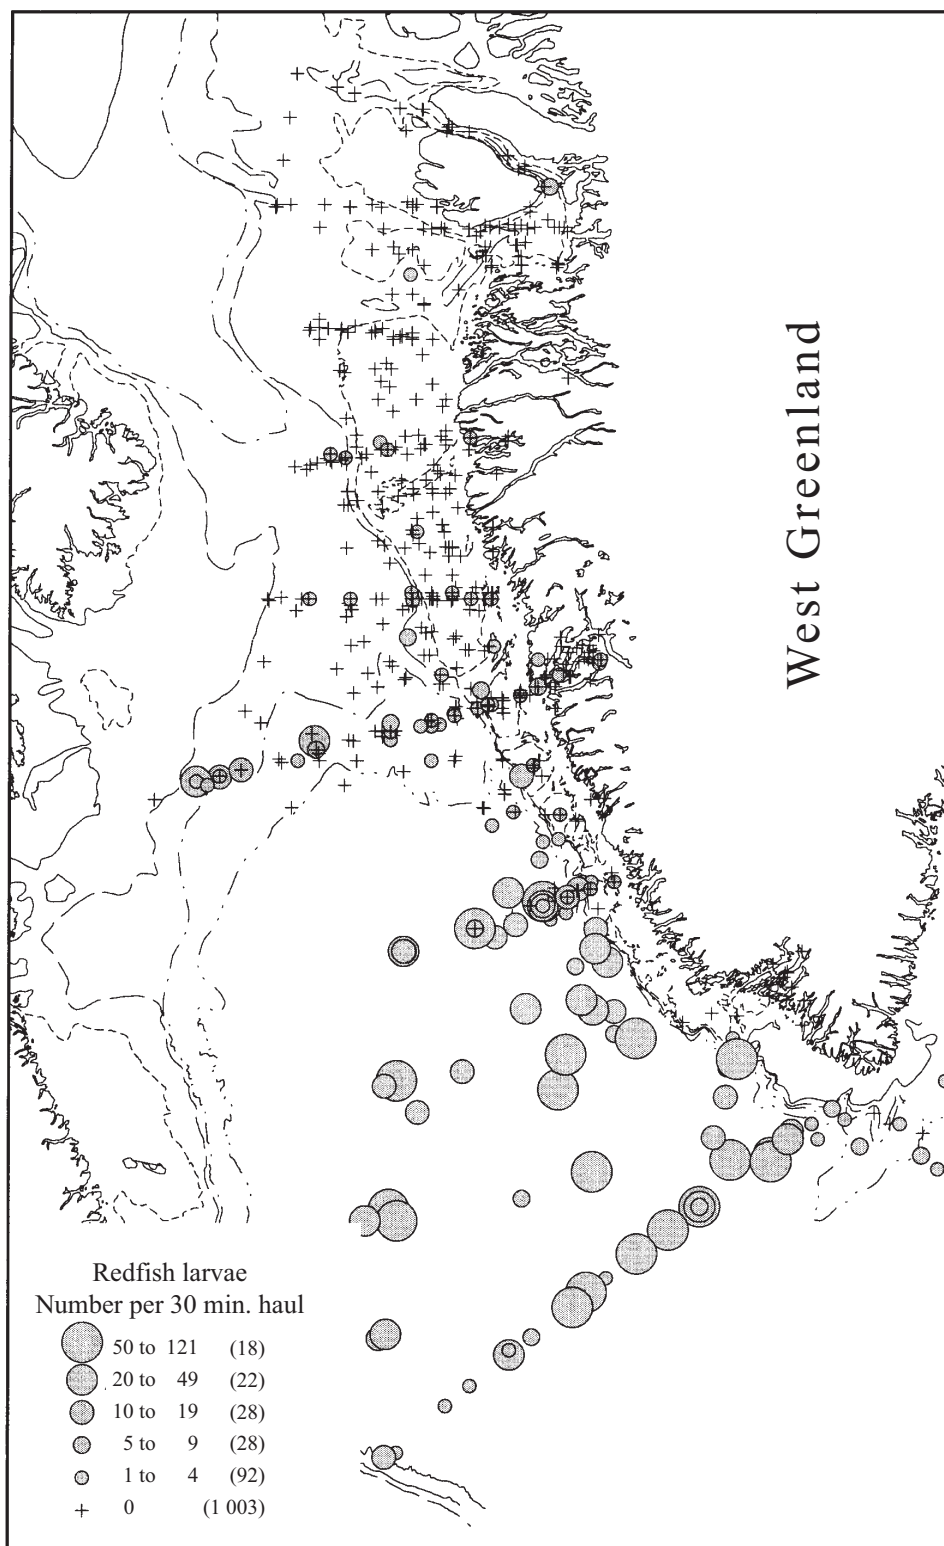 West Greenland
Redfish larvae
Number per 30 min. haul
50 to 121 (18)
20 to 49 (22)
10 to 19 (28)
5 to 9 (28)
1 to 4 (92)
0 (1 003)